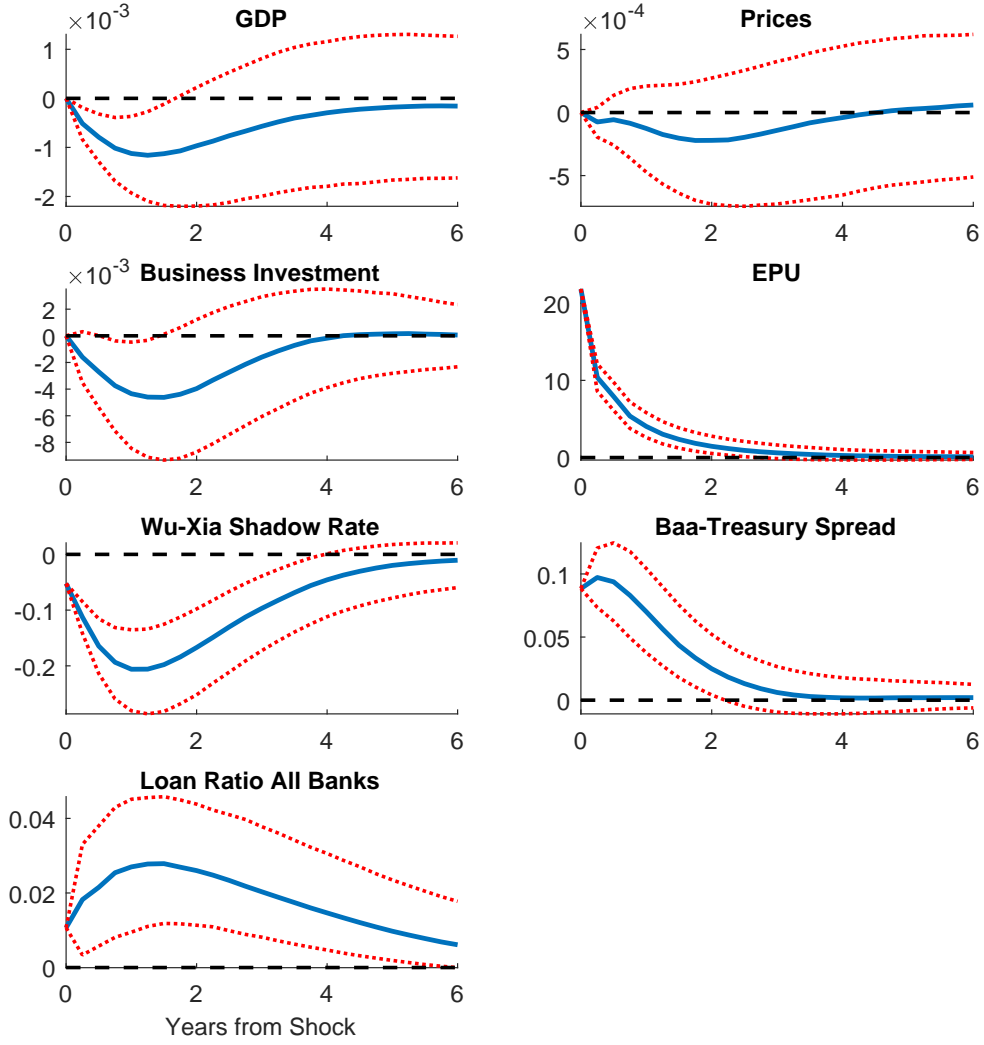 GDP
×10-3
1
0
-1
-2
0 2 4 6
Prices
×10-4
5
0
-5
0 2 4 6
Business Investment
×10-3
2
0
-2
-4
-6
-8
0 2 4 6
EPU
20
10
0
0 2 4 6
Wu-Xia Shadow Rate
0
-0.1
-0.2
0 2 4 6
Baa-Treasury Spread
0.1
0.05
0
0 2 4 6
Loan Ratio All Banks
0.04
0.02
0
0 2 4 6
Years from Shock